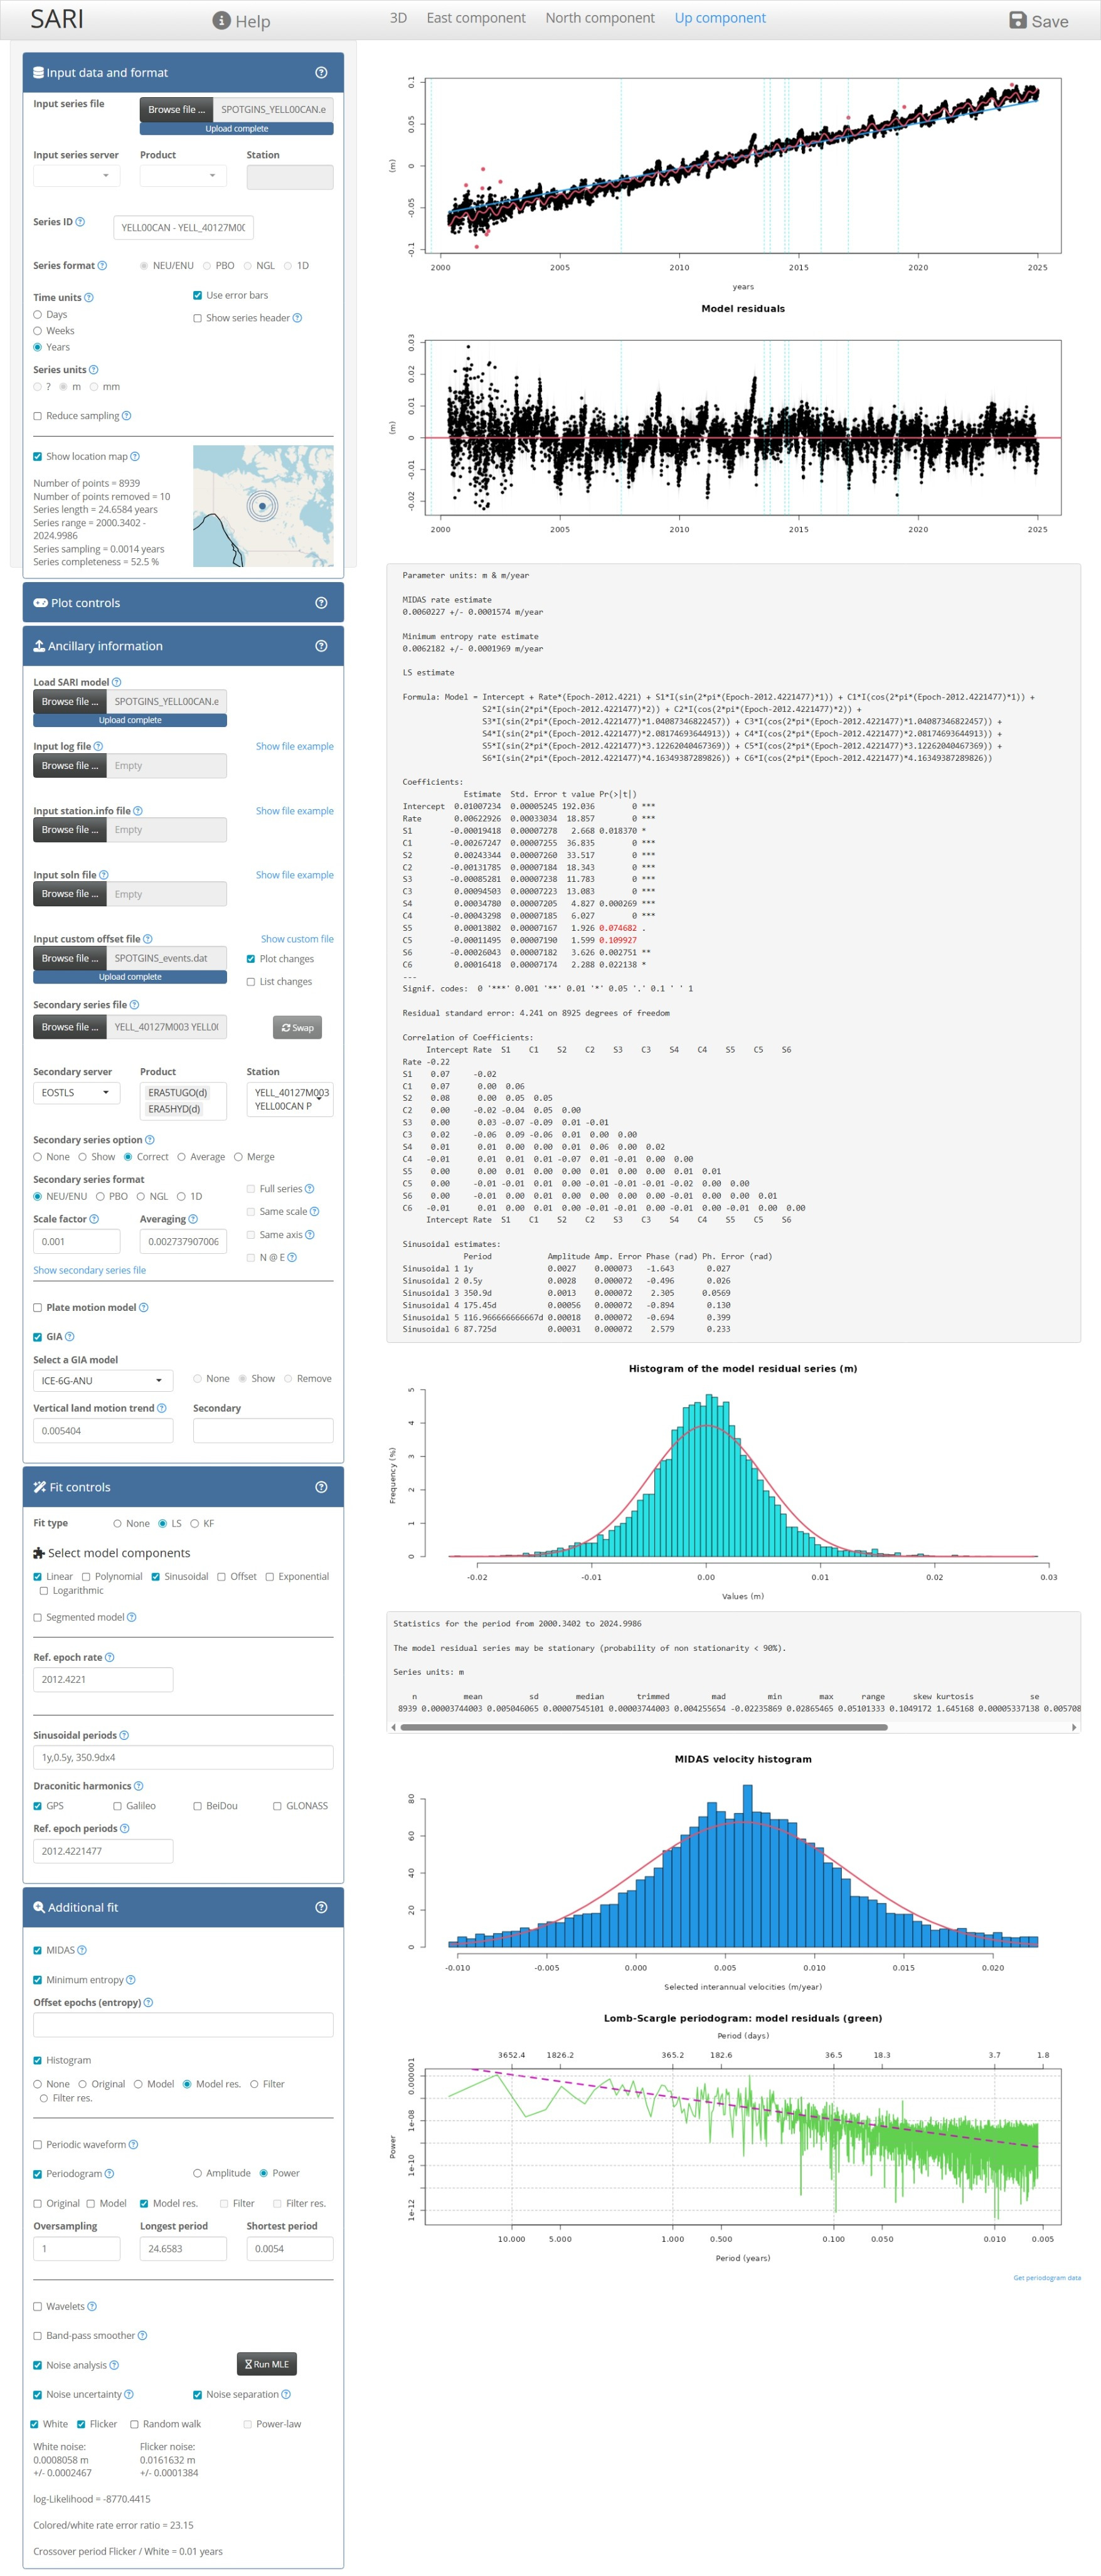 SARI
Help
3D East component North component Up component
Save
Input data and format
Input series file
Browse file ... SPOTGINS_YELL00CAN.e
Upload complete
Input series server Product Station
Series ID
YELL00CAN - YELL_40127M00
Series format NEU/ENU PBO NGL 1D
Time units
Use error bars
Days
Show series header
Weeks
Years
Series units
? m mm
Reduce sampling
Show location map
Number of points = 8939
Number of points removed = 10
Series length = 24.6584 years
Series range = 2000.3402 -
2024.9986
Series sampling = 0.0014 years
Series completeness = 52.5 %
Plot controls
Ancillary information
Load SARI model
Browse file ... SPOTGINS_YELL00CAN.e
Upload complete
Input log file Show file example
Browse file ... Empty
Input station.info file Show file example
Browse file ... Empty
Input soln file Show file example
Browse file ... Empty
Input custom offset file Show custom file
Browse file ... SPOTGINS_events.dat
Plot changes
Upload complete
List changes
Secondary series file
Browse file ... YELL_40127M003 YELL0(
Swap
Secondary server Product Station
EOSTLS
ERA5TUGO(d)
ERA5HYD(d)
YELL_40127M003
YELL00CAN P
Secondary series option
None Show Correct Average Merge
Secondary series format
NEU/ENU PBO NGL 1D
Full series
Same scale
Same axis
N @ E
Scale factor Averaging
0.001 0.002737907006
Show secondary series file
Plate motion model
GIA
Select a GIA model
ICE-6G-ANU
None Show Remove
Vertical land motion trend Secondary
0.005404
Fit controls
Fit type None LS KF
Select model components
Linear Polynomial Sinusoidal Offset Exponential
Logarithmic
Segmented model
Ref. epoch rate
2012.4221
Sinusoidal periods
1y,0.5y, 350.9dx4
Draconitic harmonics
GPS Galileo BeiDou GLONASS
Ref. epoch periods
2012.4221477
Additional fit
MIDAS
Minimum entropy
Offset epochs (entropy)
Histogram
None Original Model Model res. Filter
Filter res.
Periodic waveform
Periodogram Amplitude Power
Original Model Model res. Filter Filter res.
Oversampling Longest period Shortest period
1 24.6583 0.0054
Wavelets
Band-pass smoother
Noise analysis Run MLE
Noise uncertainty Noise separation
White Flicker Random walk Power-law
White noise: Flicker noise:
0.0008058 m 0.0161632 m
+/- 0.0002467 +/- 0.0001384
log-Likelihood = -8770.4415
Colored/white rate error ratio = 23.15
Crossover period Flicker / White = 0.01 years
0.1
0.05
0
-0.05
-0.1
(m)
2000 2005 2010 2015 2020 2025
years
Model residuals
0.03
0.02
0.01
0
-0.01
-0.02
(m)
2000 2005 2010 2015 2020 2025
Parameter units: m & m/year
MIDAS rate estimate
0.0060227 +/- 0.0001574 m/year
Minimum entropy rate estimate
0.0062182 +/- 0.0001969 m/year
LS estimate
Formula: Model = Intercept + Rate*(Epoch-2012.4221) + S1*I(sin(2*pi*(Epoch-2012.4221477)*1)) + C1*I(cos(2*pi*(Epoch-2012.4221477)*1)) +
S2*I(sin(2*pi*(Epoch-2012.4221477)*2)) + C2*I(cos(2*pi*(Epoch-2012.4221477)*2)) +
S3*I(sin(2*pi*(Epoch-2012.4221477)*1.04087346822457)) + C3*I(cos(2*pi*(Epoch-2012.4221477)*1.04087346822457)) +
S4*I(sin(2*pi*(Epoch-2012.4221477)*2.08174693644913)) + C4*I(cos(2*pi*(Epoch-2012.4221477)*2.08174693644913)) +
S5*I(sin(2*pi*(Epoch-2012.4221477)*3.12262040467369)) + C5*I(cos(2*pi*(Epoch-2012.4221477)*3.12262040467369)) +
S6*I(sin(2*pi*(Epoch-2012.4221477)*4.16349387289826)) + C6*I(cos(2*pi*(Epoch-2012.4221477)*4.16349387289826))
Coefficients:
Estimate Std. Error t value Pr(>|t|)
Intercept 0.01007234 0.00005245 192.036 0 ***
Rate 0.00622926 0.00033034 18.857 0 ***
S1 -0.00019418 0.00007278 2.668 0.018370 *
C1 -0.00267247 0.00007255 36.835 0 ***
S2 0.00243344 0.00007260 33.517 0 ***
C2 -0.00131785 0.00007184 18.343 0 ***
S3 -0.00085281 0.00007238 11.783 0 ***
C3 0.00094503 0.00007223 13.083 0 ***
S4 0.00034780 0.00007205 4.827 0.000269 ***
C4 -0.00043298 0.00007185 6.027 0 ***
S5 0.00013802 0.00007167 1.926 0.074682 .
C5 -0.00011495 0.00007190 1.599 0.109927
S6 -0.00026043 0.00007182 3.626 0.002751 **
C6 0.00016418 0.00007174 2.288 0.022138 *
---
Signif. codes: 0 '***' 0.001 '**' 0.01 '*' 0.05 '.' 0.1 ' ' 1
Residual standard error: 4.241 on 8925 degrees of freedom
Correlation of Coefficients:
Intercept Rate S1 C1 S2 C2 S3 C3 S4 C4 S5 C5 S6
Rate -0.22
S1 0.07 -0.02
C1 0.07 0.00 0.06
S2 0.08 0.00 0.05 0.05
C2 0.00 -0.02 -0.04 0.05 0.00
S3 0.00 0.03 -0.07 -0.09 0.01 -0.01
C3 0.02 -0.06 0.09 -0.06 0.01 0.00 0.00
S4 0.01 0.01 0.00 0.00 0.01 0.06 0.00 0.02
C4 -0.01 0.01 0.01 0.01 -0.07 0.01 -0.01 0.00 0.00
S5 0.00 0.00 0.01 0.00 0.00 0.01 0.00 0.00 0.01 0.01
C5 0.00 -0.01 -0.01 0.01 0.00 -0.01 -0.01 -0.01 -0.02 0.00 0.00
S6 0.00 -0.01 0.00 0.01 0.00 0.00 0.00 0.00 -0.01 0.00 0.00 0.01
C6 -0.01 0.01 0.00 0.01 0.00 -0.01 -0.01 0.00 -0.01 0.00 -0.01 0.00 0.00
Intercept Rate S1 C1 S2 C2 S3 C3 S4 C4 S5 C5 S6
Sinusoidal estimates:
Period Amplitude Amp. Error Phase (rad) Ph. Error (rad)
Sinusoidal 1 1y 0.0027 0.000073 -1.643 0.027
Sinusoidal 2 0.5y 0.0028 0.000072 -0.496 0.026
Sinusoidal 3 350.9d 0.0013 0.000072 2.305 0.0569
Sinusoidal 4 175.45d 0.00056 0.000072 -0.894 0.130
Sinusoidal 5 116.966666666667d 0.00018 0.000072 -0.694 0.399
Sinusoidal 6 87.725d 0.00031 0.000072 2.579 0.233
Histogram of the model residual series (m)
5
4
3
2
1
0
Frequency (%)
-0.02 -0.01 0.00 0.01 0.02 0.03
Values (m)
Statistics for the period from 2000.3402 to 2024.9986
The model residual series may be stationary (probability of non stationarity < 90%).
Series units: m
n mean sd median trimmed mad min max range skew kurtosis se
8939 0.00003744003 0.005046065 0.00007545101 0.00003744003 0.004255654 -0.02235869 0.02865465 0.05101333 0.1049172 1.645168 0.00005337138 0.005708
MIDAS velocity histogram
80
60
40
20
0
-0.010 -0.005 0.000 0.005 0.010 0.015 0.020
Selected interannual velocities (m/year)
Lomb-Scargle periodogram: model residuals (green)
Period (days)
3652.4 1826.2 365.2 182.6 36.5 18.3 3.7 1.8
0.000001
1e-08
1e-10
1e-12
Power
10.000 5.000 1.000 0.500 0.100 0.050 0.010 0.005
Period (years)
Get periodogram data